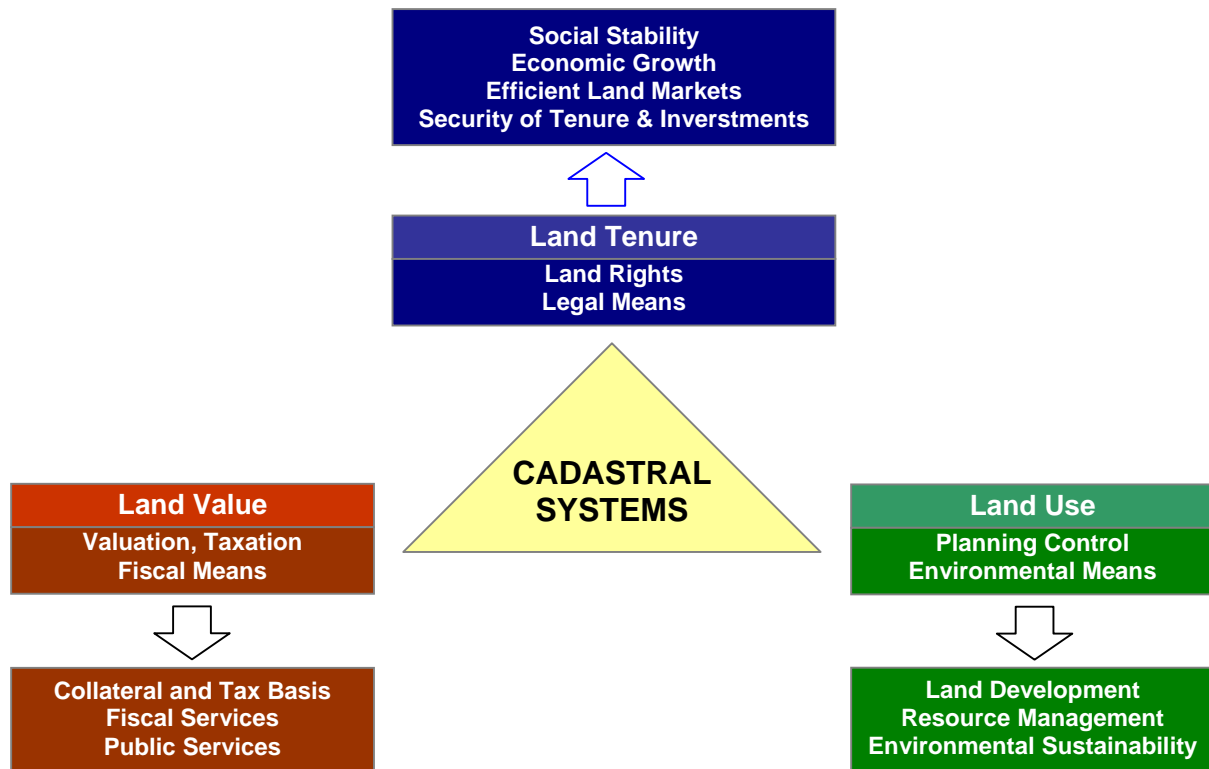 Social Stability
Economic Growth
Efficient Land Markets
Security of Tenure & Inverstments
Land Tenure
Land Rights
Legal Means
CADASTRAL
SYSTEMS
Land Value
Valuation, Taxation
Fiscal Means
Land Use
Planning Control
Environmental Means
Collateral and Tax Basis
Fiscal Services
Public Services
Land Development
Resource Management
Environmental Sustainability